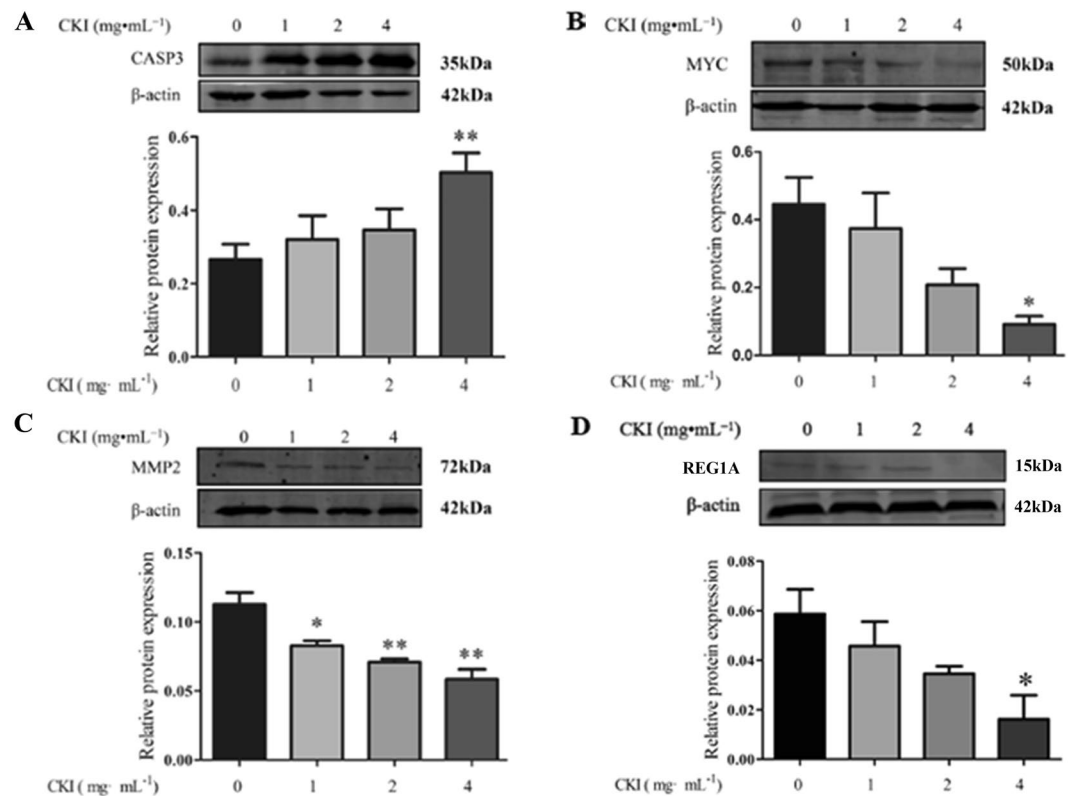 A
CKI (mg•mL⁻¹) 0 1 2 4
CASP3 35kDa
β-actin 42kDa
Relative protein expression
0.6
**
0.4
0.2
0.0
0 1 2 4
CKI ( mg· mL⁻¹)
B
CKI (mg•mL⁻¹) 0 1 2 4
MYC 50kDa
β-actin 42kDa
Relative protein expression
0.6
0.4
0.2
*
0.0
0 1 2 4
CKI ( mg· mL⁻¹)
C
CKI (mg•mL⁻¹) 0 1 2 4
MMP2 72kDa
β-actin 42kDa
Relative protein expression
0.15
0.10
* ** **
0.05
0.00
0 1 2 4
CKI ( mg· mL⁻¹)
D
CKI (mg•mL⁻¹) 0 1 2 4
REG1A 15kDa
β-actin 42kDa
Relative protein expression
0.08
0.06
0.04
*
0.02
0.00
0 1 2 4
CKI ( mg· mL⁻¹)